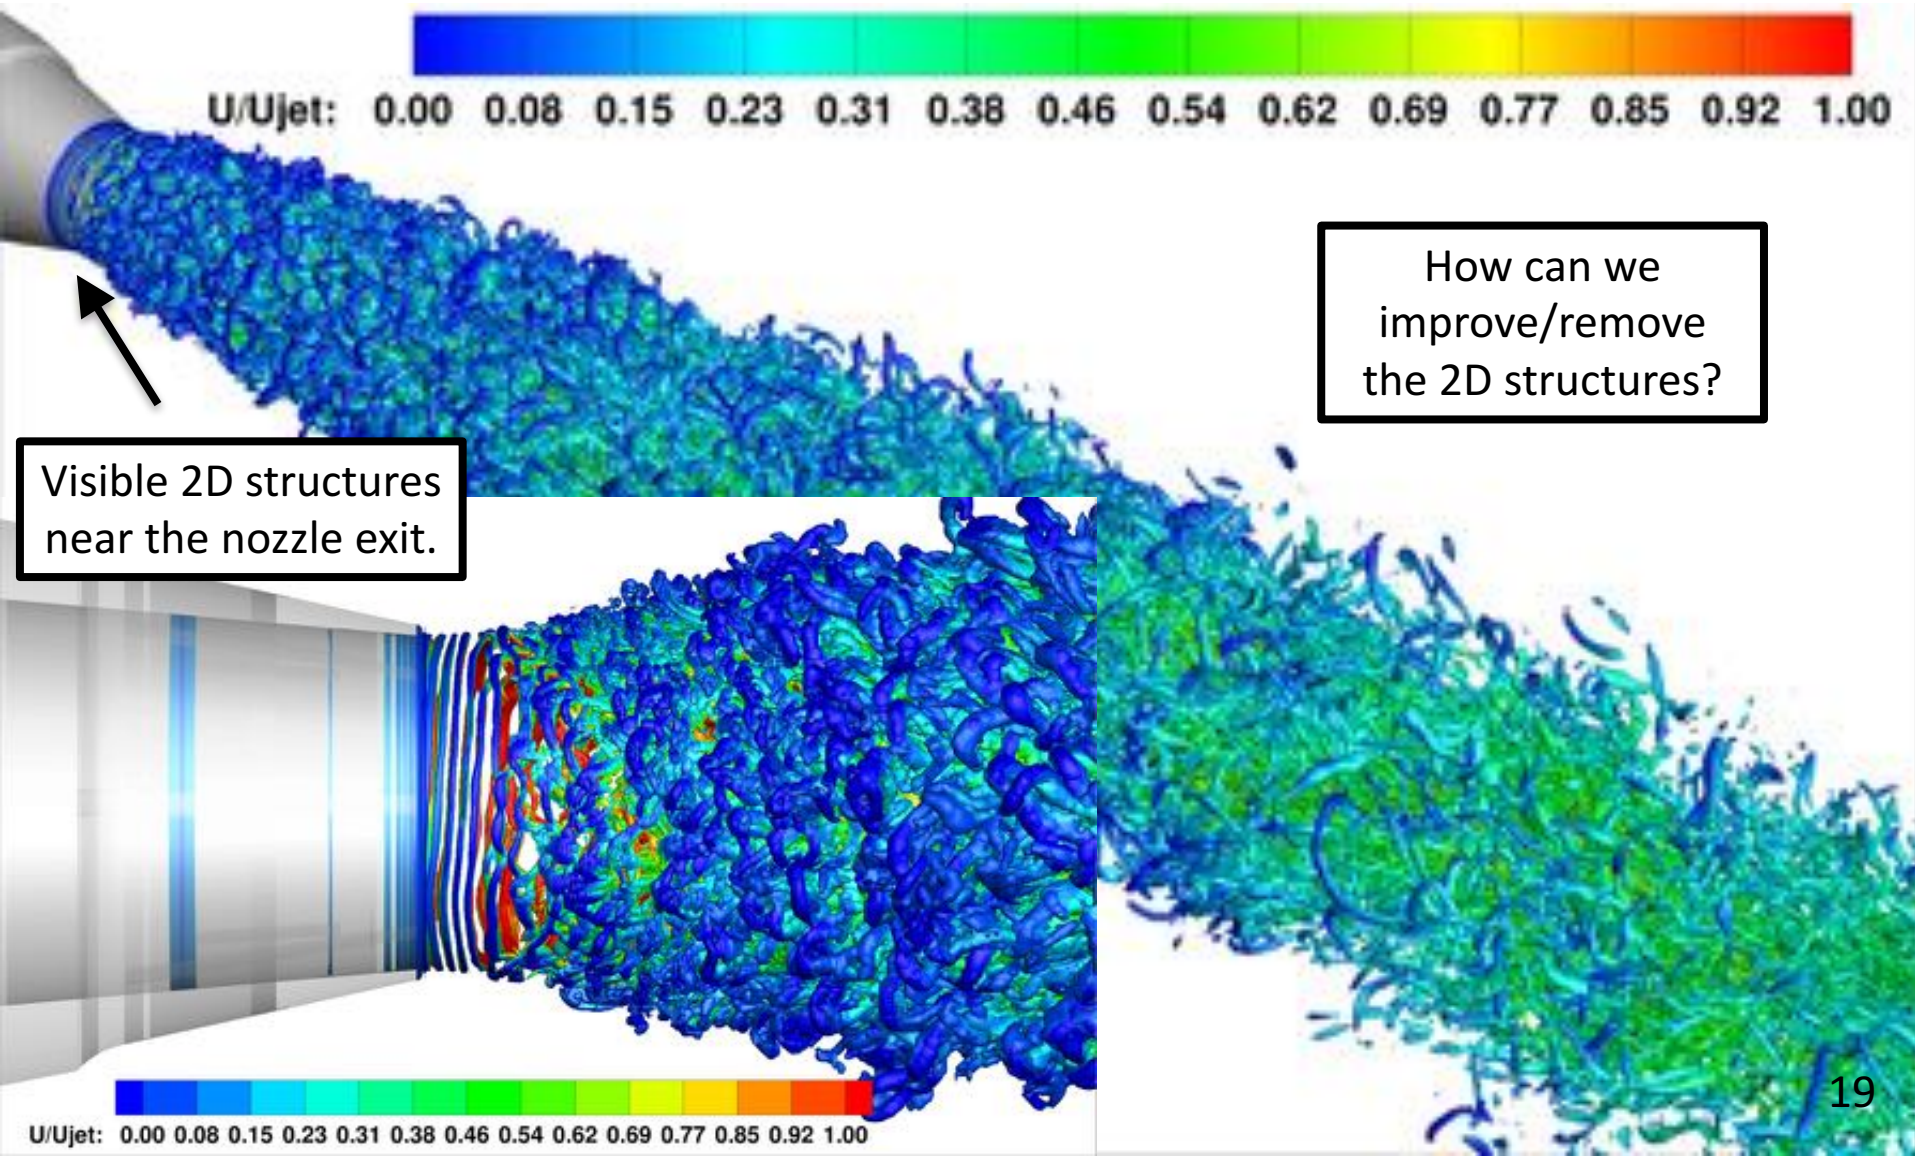 U/Ujet: 0.00 0.08 0.15 0.23 0.31 0.38 0.46 0.54 0.62 0.69 0.77 0.85 0.92 1.00
How can we
improve/remove
the 2D structures?
Visible 2D structures
near the nozzle exit.
U/Ujet: 0.00 0.08 0.15 0.23 0.31 0.38 0.46 0.54 0.62 0.69 0.77 0.85 0.92 1.00
19